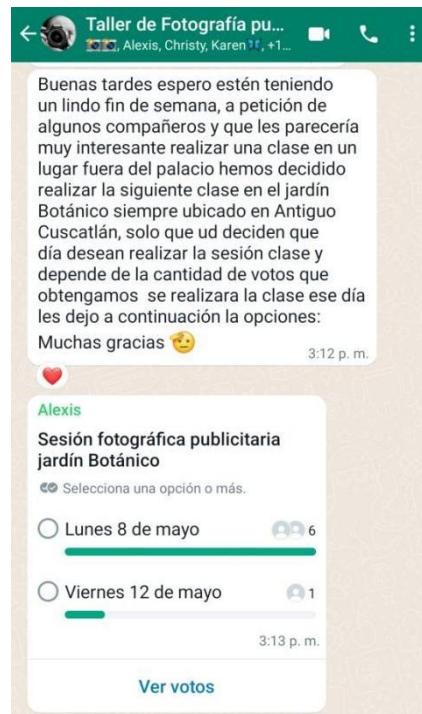 Taller de Fotografía pu...
📷📷, Alexis, Christy, Karen🦋, +1...
Buenas tardes espero estén teniendo
un lindo fin de semana, a petición de
algunos compañeros y que les parecería
muy interesante realizar una clase en un
lugar fuera del palacio hemos decidido
realizar la siguiente clase en el jardín
Botánico siempre ubicado en Antiguo
Cuscatlán, solo que ud deciden que
día desean realizar la sesión clase y
depende de la cantidad de votos que
obtengamos se realizara la clase ese día
les dejo a continuación la opciones:
Muchas gracias 🫡
3:12 p. m.
Alexis
Sesión fotográfica publicitaria
jardín Botánico
Selecciona una opción o más.
Lunes 8 de mayo 6
Viernes 12 de mayo 1
3:13 p. m.
Ver votos